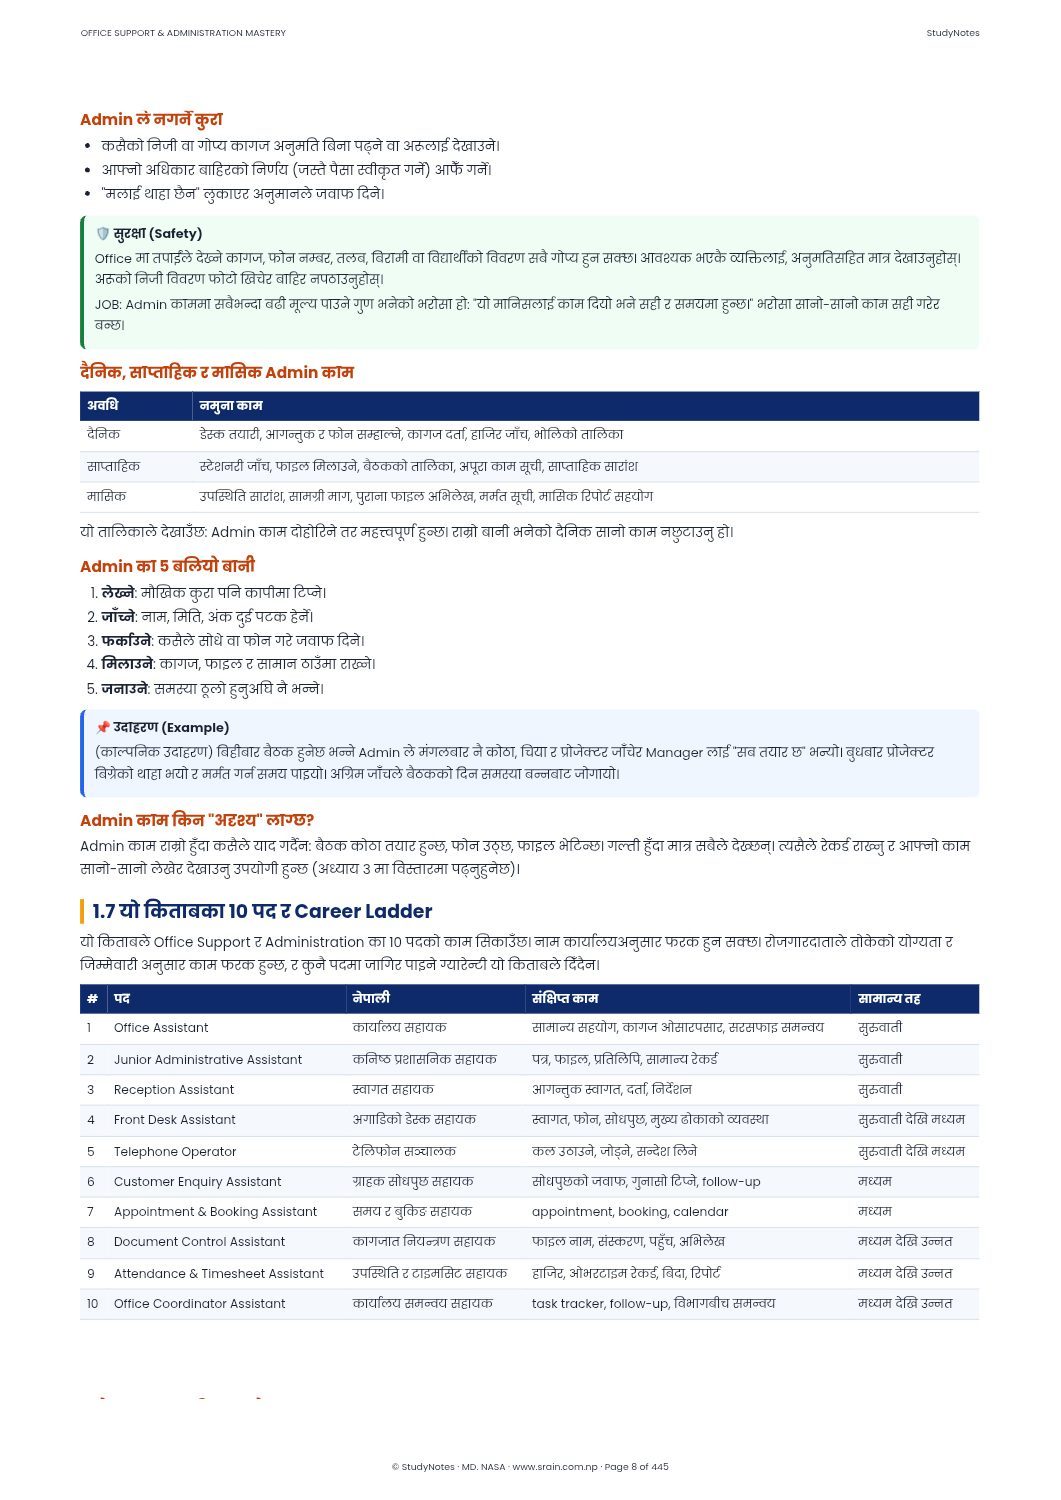 OFFICE SUPPORT & ADMINISTRATION MASTERY
StudyNotes
Admin ले नगर्ने कुरा
• कसैको निजी वा गोप्य कागज अनुमति बिना पढ्ने वा अरूलाई देखाउने।
• आफ्नो अधिकार बाहिरको निर्णय (जस्तै पैसा स्वीकृत गर्ने) आफैँ गर्ने।
• "मलाई थाहा छैन" लुकाएर अनुमानले जवाफ दिने।
🛡️ सुरक्षा (Safety)
Office मा तपाईंले देख्ने कागज, फोन नम्बर, तलब, बिरामी वा विद्यार्थीको विवरण सबै गोप्य हुन सक्छ। आवश्यक भएकै व्यक्तिलाई, अनुमतिसहित मात्र देखाउनुहोस्।
अरूको निजी विवरण फोटो खिचेर बाहिर नपठाउनुहोस्।
JOB: Admin काममा सबैभन्दा बढी मूल्य पाउने गुण भनेको भरोसा हो: "यो मानिसलाई काम दियो भने सही र समयमा हुन्छ।" भरोसा सानो-सानो काम सही गरेर
बन्छ।
दैनिक, साप्ताहिक र मासिक Admin काम
अवधि नमुना काम
दैनिक डेस्क तयारी, आगन्तुक र फोन सम्हाल्ने, कागज दर्ता, हाजिर जाँच, भोलिको तालिका
साप्ताहिक स्टेशनरी जाँच, फाइल मिलाउने, बैठकको तालिका, अपूरा काम सूची, साप्ताहिक सारांश
मासिक उपस्थिति सारांश, सामग्री माग, पुराना फाइल अभिलेख, मर्मत सूची, मासिक रिपोर्ट सहयोग
यो तालिकाले देखाउँछ: Admin काम दोहोरिने तर महत्त्वपूर्ण हुन्छ। राम्रो बानी भनेको दैनिक सानो काम नछुटाउनु हो।
Admin का 5 बलियो बानी
1. लेख्ने: मौखिक कुरा पनि कापीमा टिप्ने।
2. जाँच्ने: नाम, मिति, अंक दुई पटक हेर्ने।
3. फर्काउने: कसैले सोधे वा फोन गरे जवाफ दिने।
4. मिलाउने: कागज, फाइल र सामान ठाउँमा राख्ने।
5. जनाउने: समस्या ठूलो हुनुअघि नै भन्ने।
📌 उदाहरण (Example)
(काल्पनिक उदाहरण) बिहीबार बैठक हुनेछ भन्ने Admin ले मंगलबार नै कोठा, चिया र प्रोजेक्टर जाँचेर Manager लाई "सब तयार छ" भन्यो। बुधबार प्रोजेक्टर
बिग्रेको थाहा भयो र मर्मत गर्न समय पाइयो। अग्रिम जाँचले बैठकको दिन समस्या बन्नबाट जोगायो।
Admin काम किन "अदृश्य" लाग्छ?
Admin काम राम्रो हुँदा कसैले याद गर्दैन: बैठक कोठा तयार हुन्छ, फोन उठ्छ, फाइल भेटिन्छ। गल्ती हुँदा मात्र सबैले देख्छन्। त्यसैले रेकर्ड राख्नु र आफ्नो काम
सानो-सानो लेखेर देखाउनु उपयोगी हुन्छ (अध्याय ३ मा विस्तारमा पढ्नुहुनेछ)।
1.7 यो किताबका 10 पद र Career Ladder
यो किताबले Office Support र Administration का 10 पदको काम सिकाउँछ। नाम कार्यालयअनुसार फरक हुन सक्छ। रोजगारदाताले तोकेको योग्यता र
जिम्मेवारी अनुसार काम फरक हुन्छ, र कुनै पदमा जागिर पाइने ग्यारेन्टी यो किताबले दिँदैन।
# पद नेपाली संक्षिप्त काम सामान्य तह
1 Office Assistant कार्यालय सहायक सामान्य सहयोग, कागज ओसारपसार, सरसफाइ समन्वय सुरुवाती
2 Junior Administrative Assistant कनिष्ठ प्रशासनिक सहायक पत्र, फाइल, प्रतिलिपि, सामान्य रेकर्ड सुरुवाती
3 Reception Assistant स्वागत सहायक आगन्तुक स्वागत, दर्ता, निर्देशन सुरुवाती
4 Front Desk Assistant अगाडिको डेस्क सहायक स्वागत, फोन, सोधपुछ, मुख्य ढोकाको व्यवस्था सुरुवाती देखि मध्यम
5 Telephone Operator टेलिफोन सञ्चालक कल उठाउने, जोड्ने, सन्देश लिने सुरुवाती देखि मध्यम
6 Customer Enquiry Assistant ग्राहक सोधपुछ सहायक सोधपुछको जवाफ, गुनासो टिप्ने, follow-up मध्यम
7 Appointment & Booking Assistant समय र बुकिङ सहायक appointment, booking, calendar मध्यम
8 Document Control Assistant कागजात नियन्त्रण सहायक फाइल नाम, संस्करण, पहुँच, अभिलेख मध्यम देखि उन्नत
9 Attendance & Timesheet Assistant उपस्थिति र टाइमसिट सहायक हाजिर, ओभरटाइम रेकर्ड, बिदा, रिपोर्ट मध्यम देखि उन्नत
10 Office Coordinator Assistant कार्यालय समन्वय सहायक task tracker, follow-up, विभागबीच समन्वय मध्यम देखि उन्नत
© StudyNotes · MD. NASA · www.srain.com.np · Page 8 of 445